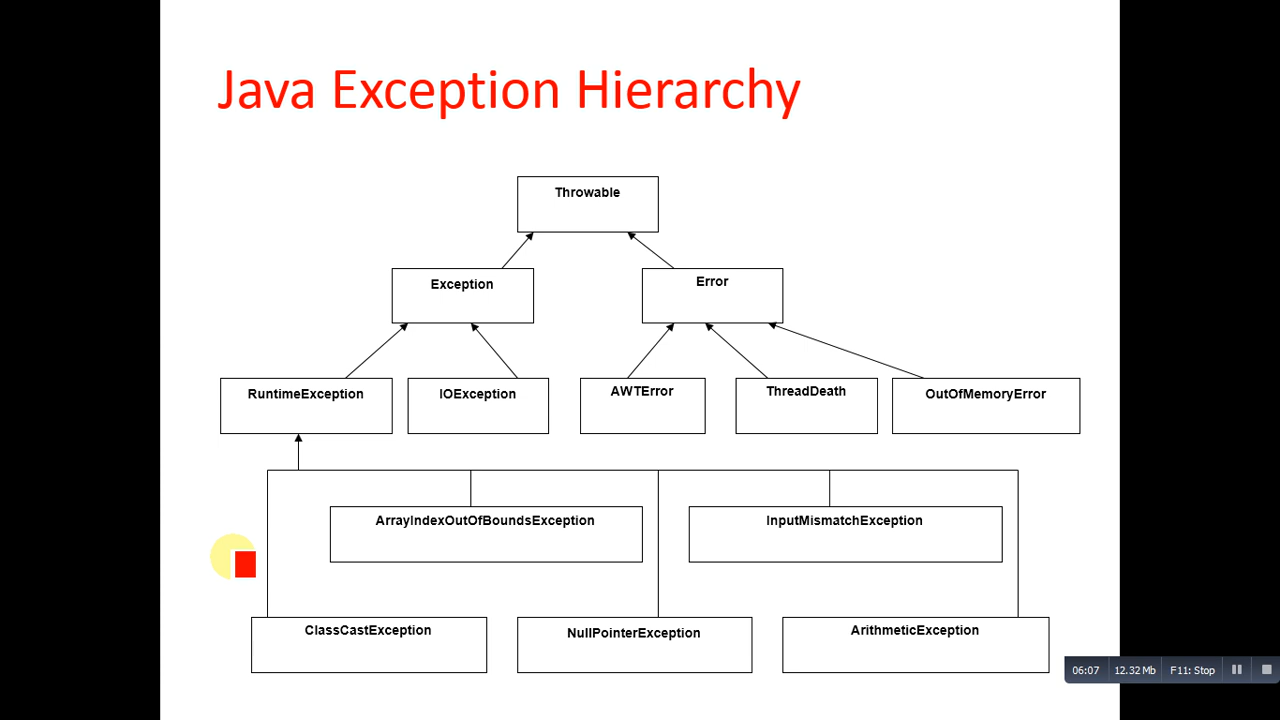 Java Exception Hierarchy
Throwable
Exception
Error
RuntimeException
IOException
AWTError
ThreadDeath
OutOfMemoryError
ArrayIndexOutOfBoundsException
InputMismatchException
ClassCastException
NullPointerException
ArithmeticException
06:07 12.32 Mb F11: Stop